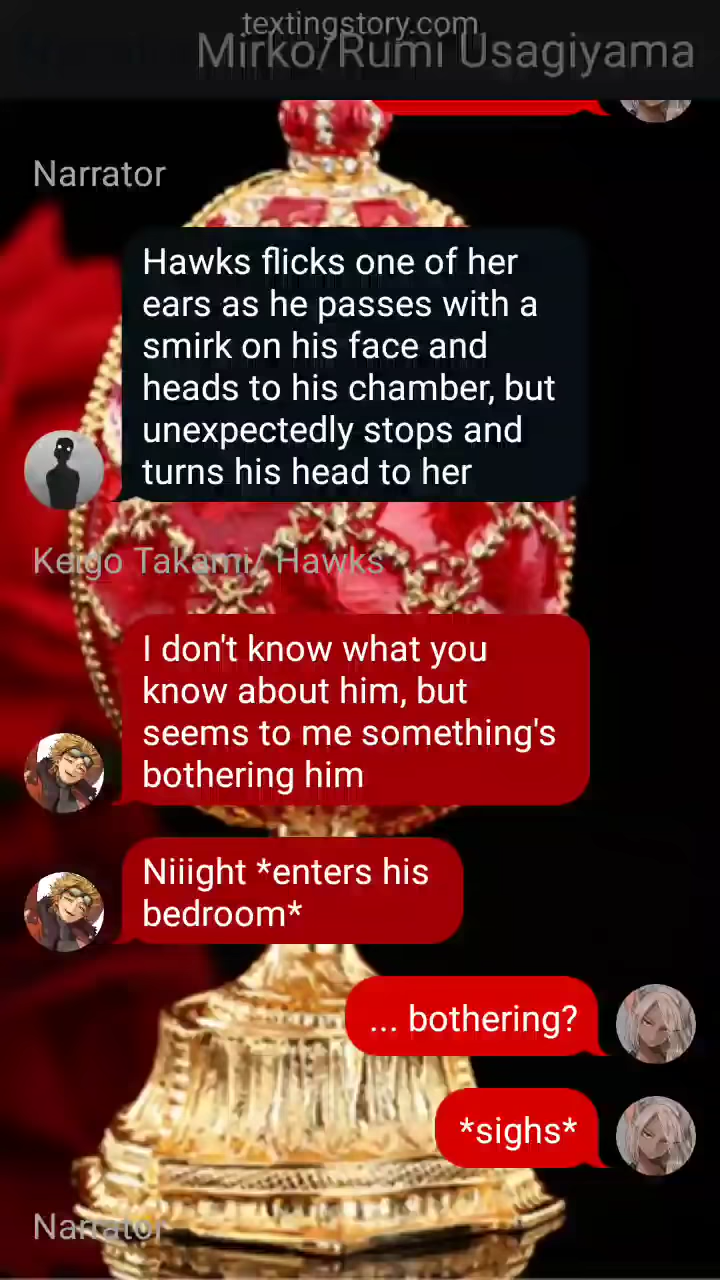 textingstory.com
Mirko/Rumi Usagiyama
Narrator
Hawks flicks one of her
ears as he passes with a
smirk on his face and
heads to his chamber, but
unexpectedly stops and
turns his head to her
Keigo Takami/ Hawks
I don't know what you
know about him, but
seems to me something's
bothering him
Niiight *enters his
bedroom*
... bothering?
*sighs*
Narrator